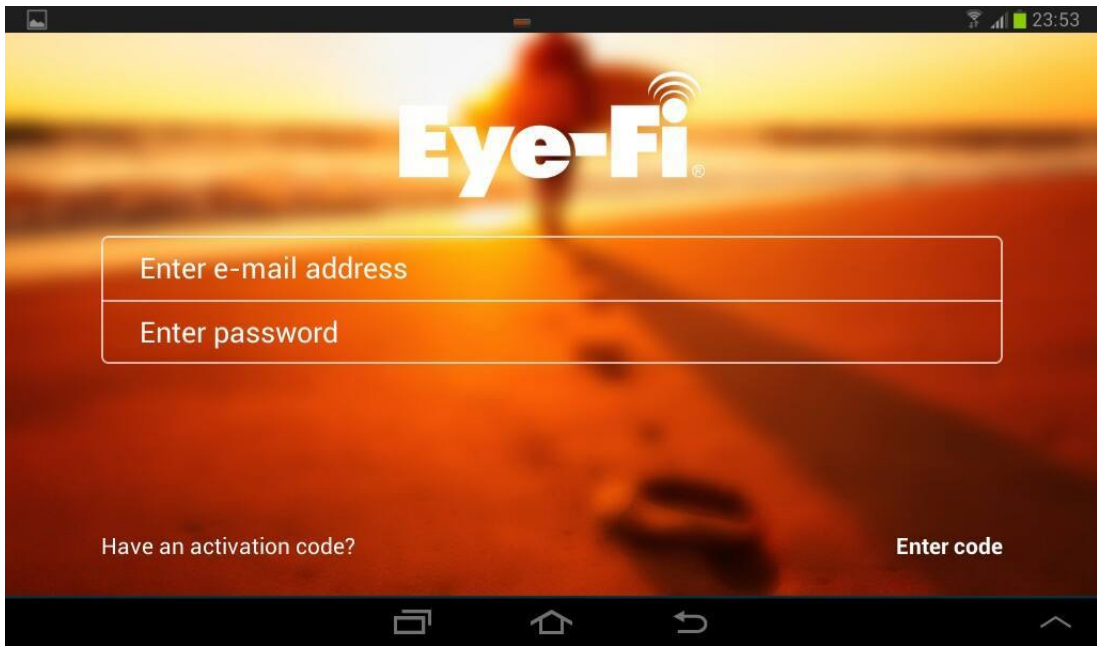 23:53
Eye-Fi®
Enter e-mail address
Enter password
Have an activation code?
Enter code